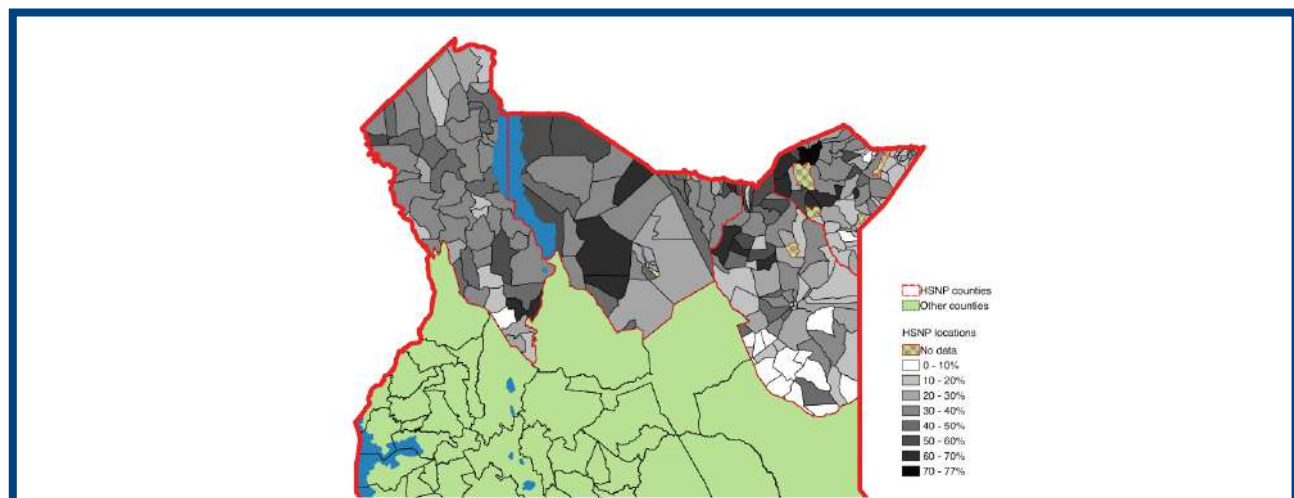 HSNP counties
Other counties
HSNP locations
No data
0 - 10%
10 - 20%
20 - 30%
30 - 40%
40 - 50%
50 - 60%
60 - 70%
70 - 77%